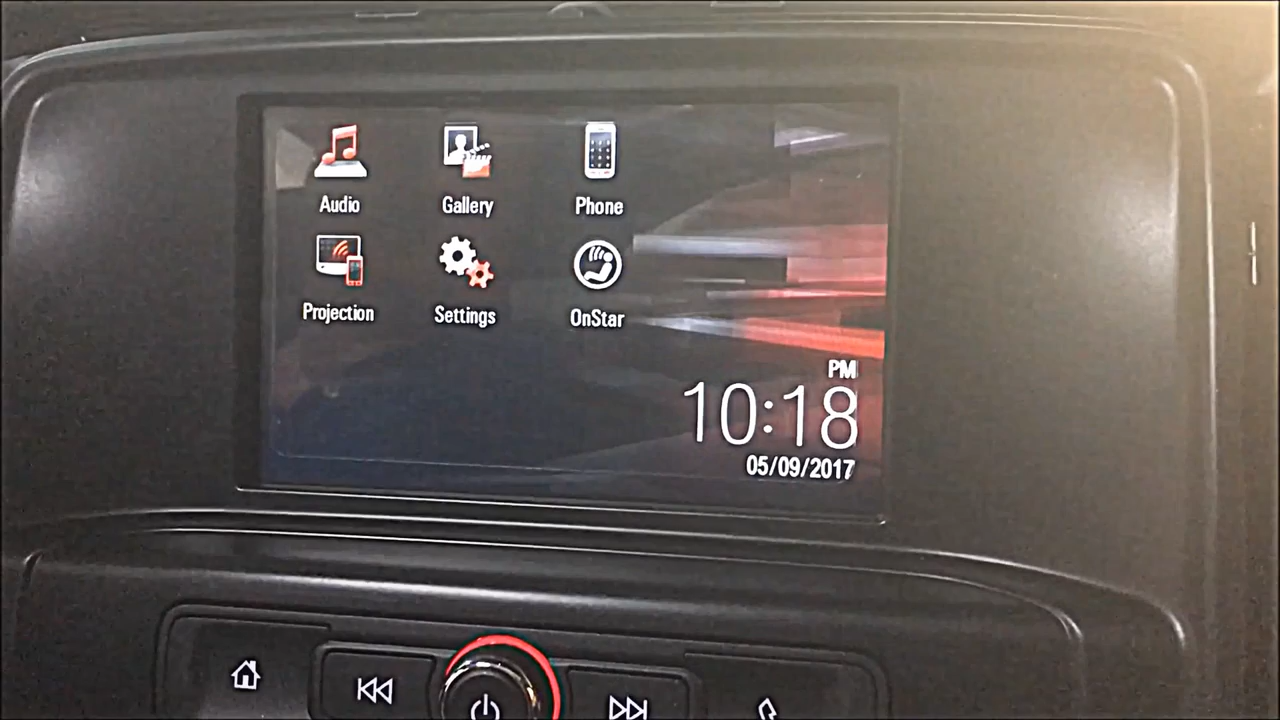 Audio
Gallery
Phone
Projection
Settings
OnStar
PM
10:18
05/09/2017